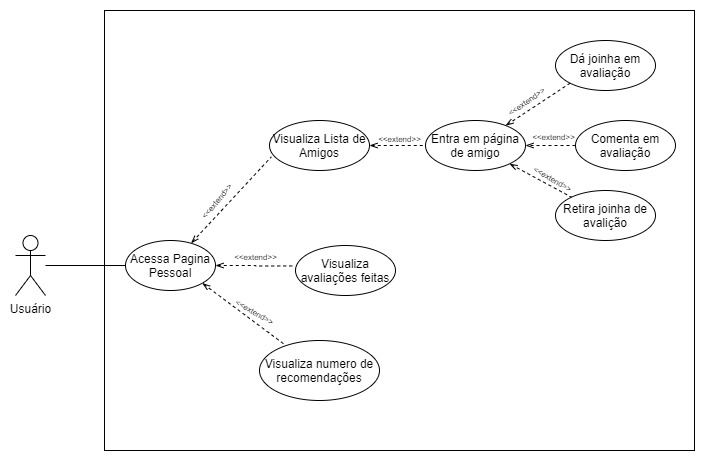 Dá joinha em
avaliação
<<extend>>
Visualiza Lista de
Amigos
<<extend>>
Entra em página
de amigo
<<extend>>
Comenta em
avaliação
<<extend>>
Retira joinha de
avalição
<<extend>>
Acessa Pagina
Pessoal
<<extend>>
Visualiza
avaliações feitas
Usuário
<<extend>>
Visualiza numero de
recomendações